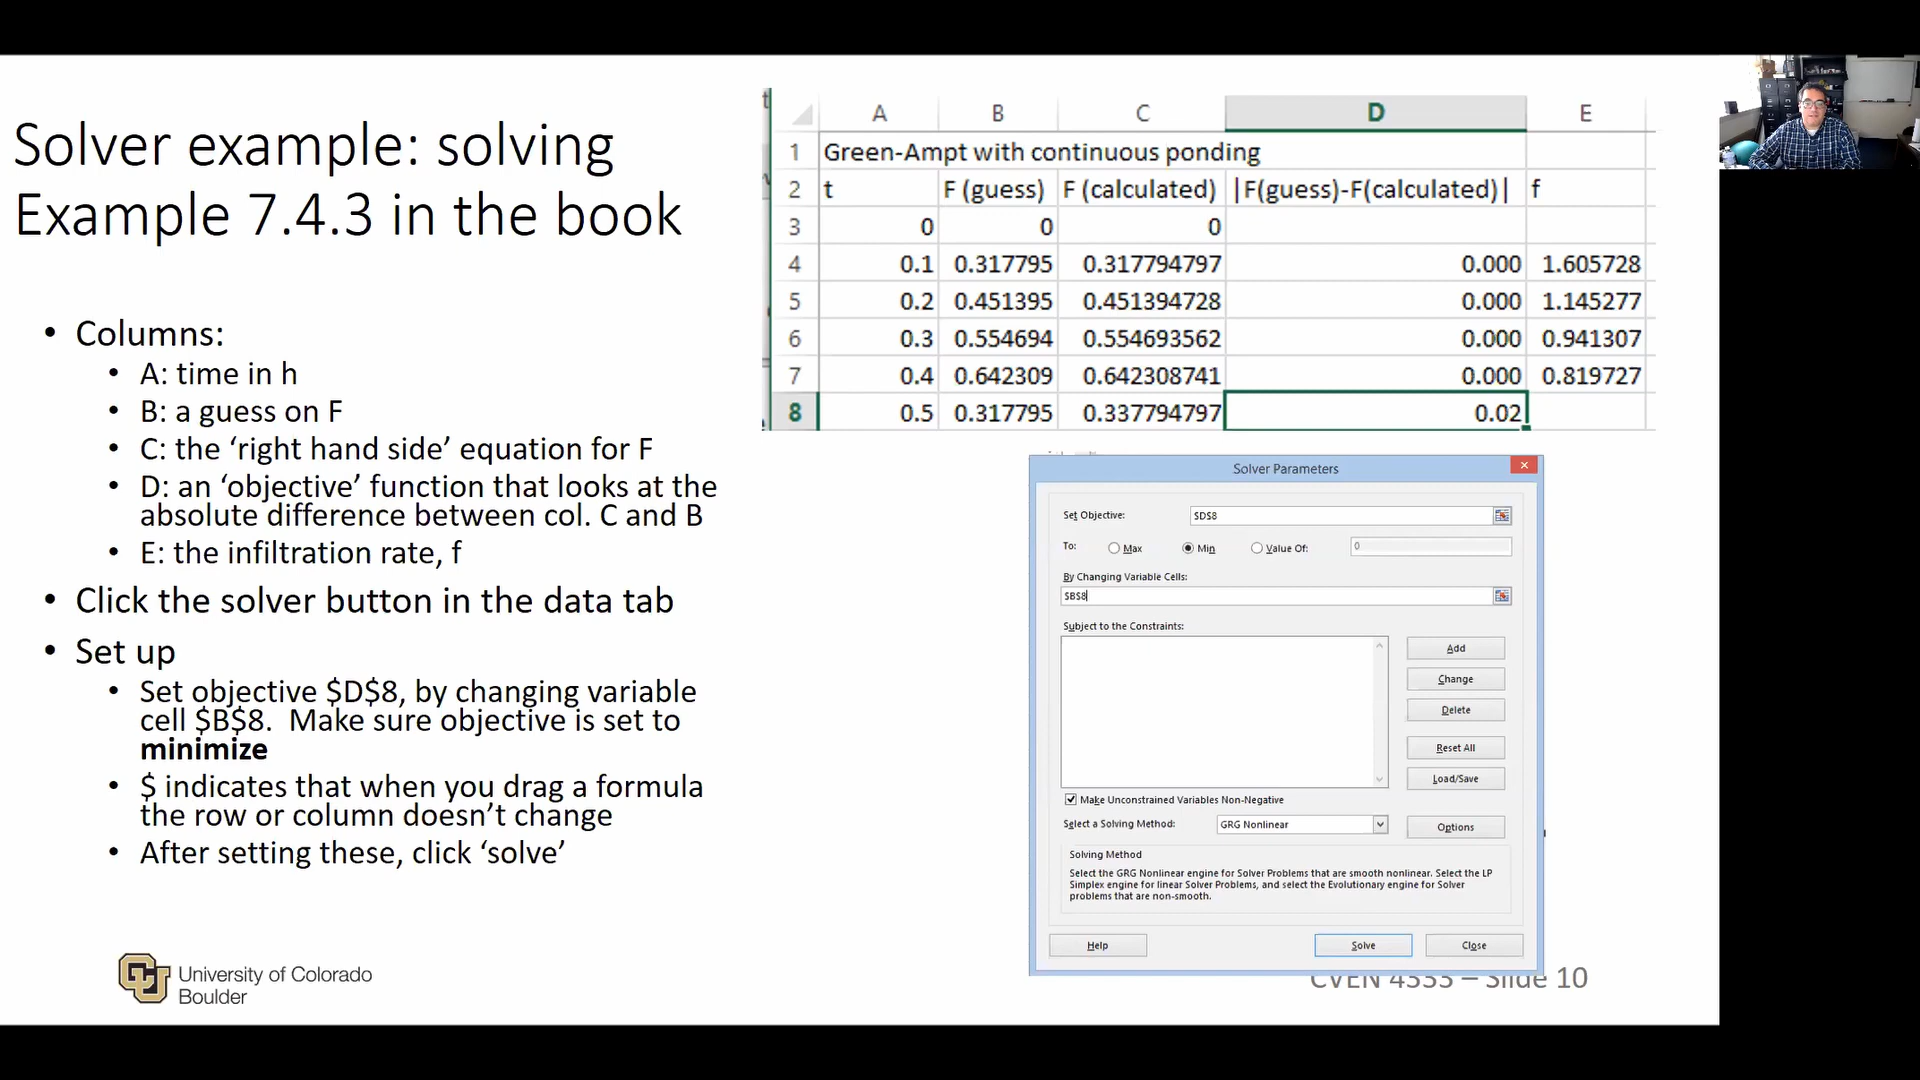 Solver example: solving
Example 7.4.3 in the book
• Columns:
• A: time in h
• B: a guess on F
• C: the ‘right hand side’ equation for F
• D: an ‘objective’ function that looks at the
absolute difference between col. C and B
• E: the infiltration rate, f
• Click the solver button in the data tab
• Set up
• Set objective $D$8, by changing variable
cell $B$8.  Make sure objective is set to
minimize
• $ indicates that when you drag a formula
the row or column doesn’t change
• After setting these, click ‘solve’
University of Colorado
Boulder
A B C D E
1 Green-Ampt with continuous ponding
2 t F (guess) F (calculated) |F(guess)-F(calculated)| f
3 0 0 0
4 0.1 0.317795 0.317794797 0.000 1.605728
5 0.2 0.451395 0.451394728 0.000 1.145277
6 0.3 0.554694 0.554693562 0.000 0.941307
7 0.4 0.642309 0.642308741 0.000 0.819727
8 0.5 0.317795 0.337794797 0.02
Solver Parameters
Set Objective: $D$8
To: Max Min Value Of: 0
By Changing Variable Cells:
$B$8
Subject to the Constraints:
Add
Change
Delete
Reset All
Load/Save
Make Unconstrained Variables Non-Negative
Select a Solving Method: GRG Nonlinear Options
Solving Method
Select the GRG Nonlinear engine for Solver Problems that are smooth nonlinear. Select the LP
Simplex engine for linear Solver Problems, and select the Evolutionary engine for Solver
problems that are non-smooth.
Help Solve Close
CVEN 4333 – Slide 10